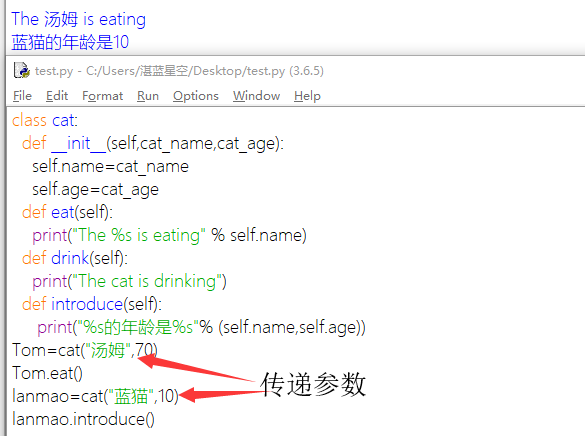 The 汤姆 is eating
蓝猫的年龄是10
test.py - C:/Users/湛蓝星空/Desktop/test.py (3.6.5)
File Edit Format Run Options Window Help
class cat:
  def __init__(self,cat_name,cat_age):
    self.name=cat_name
    self.age=cat_age
  def eat(self):
    print("The %s is eating" % self.name)
  def drink(self):
    print("The cat is drinking")
  def introduce(self):
     print("%s的年龄是%s"% (self.name,self.age))
Tom=cat("汤姆",70)
Tom.eat()
传递参数
lanmao=cat("蓝猫",10)
lanmao.introduce()